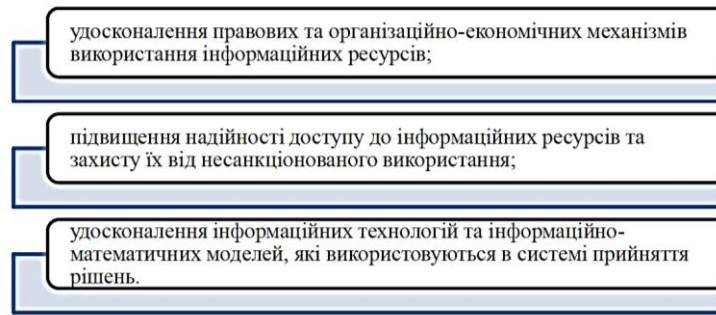 удосконалення правових та організаційно-економічних механізмів
використання інформаційних ресурсів;
підвищення надійності доступу до інформаційних ресурсів та
захисту їх від несанкціонованого використання;
удосконалення інформаційних технологій та інформаційно-
математичних моделей, які використовуються в системі прийняття
рішень.